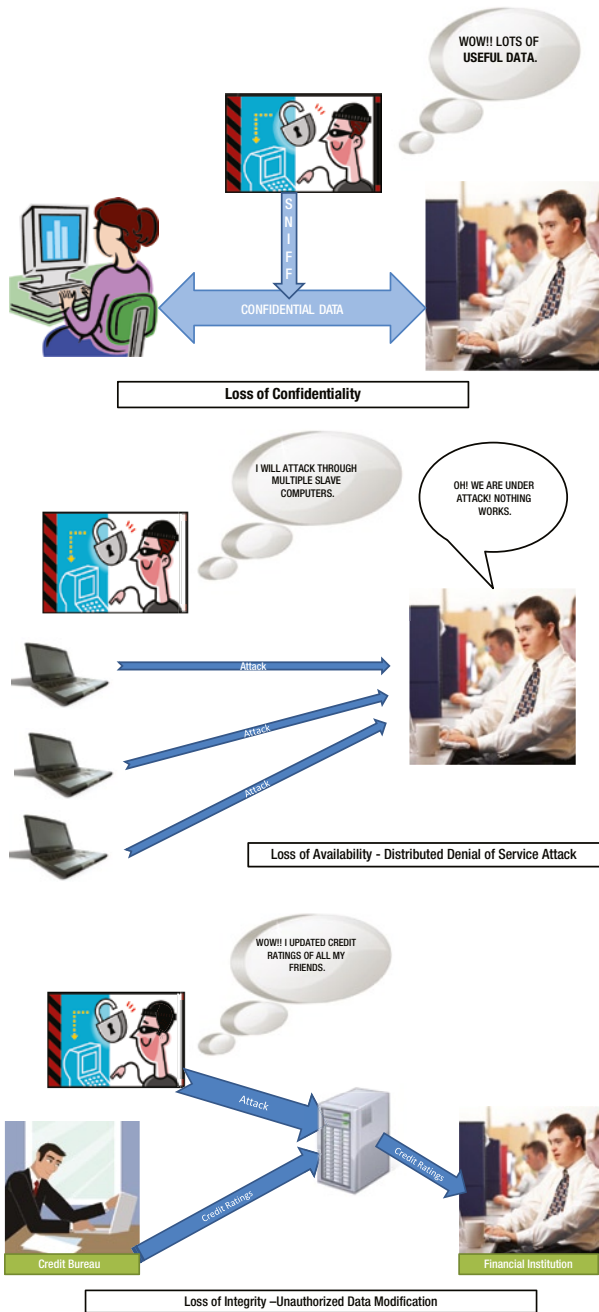 WOW!! LOTS OF
USEFUL DATA.
SNIFF
CONFIDENTIAL DATA
Loss of Confidentiality
I WILL ATTACK THROUGH
MULTIPLE SLAVE
COMPUTERS.
OH! WE ARE UNDER
ATTACK! NOTHING
WORKS.
Attack
Attack
Attack
Loss of Availability - Distributed Denial of Service Attack
WOW!! I UPDATED CREDIT
RATINGS OF ALL MY
FRIENDS.
Attack
Credit Ratings
Credit Ratings
Credit Bureau
Financial Institution
Loss of Integrity –Unauthorized Data Modification